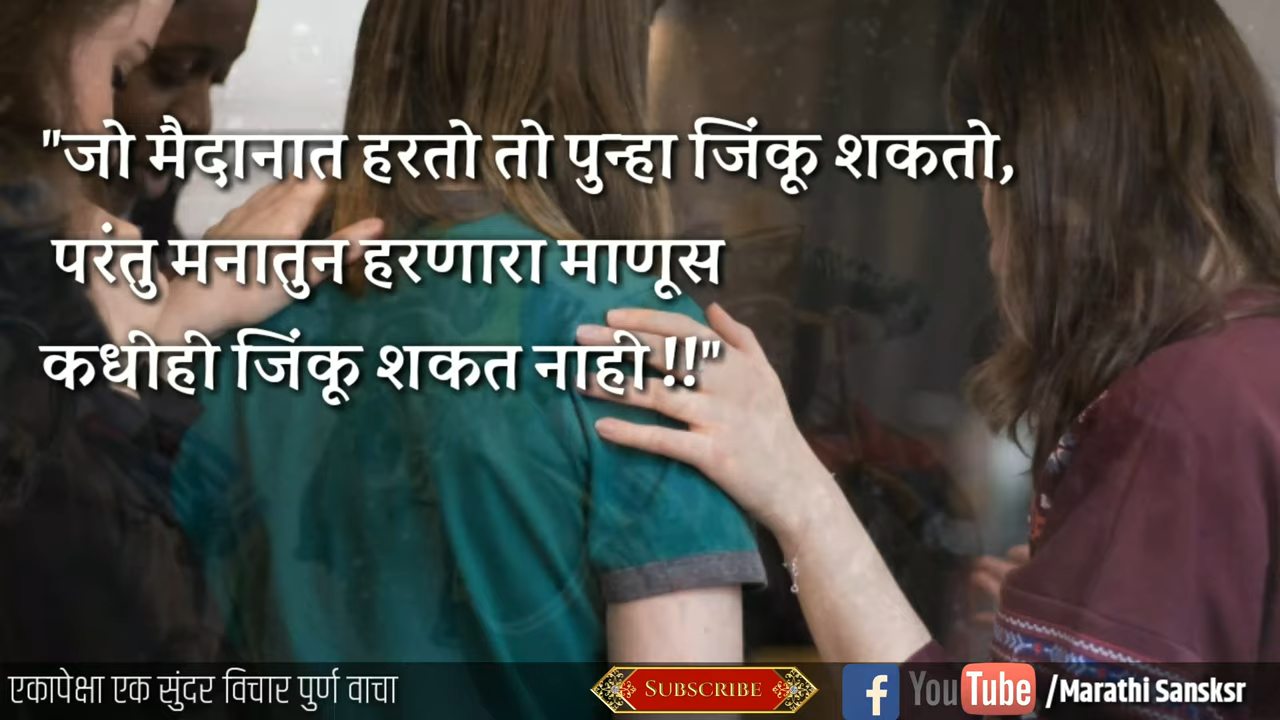 "जो मैदानात हरतो तो पुन्हा जिंकू शकतो,
परंतु मनातुन हरणारा माणूस
कधीही जिंकू शकत नाही !!"
एकापेक्षा एक सुंदर विचार पुर्ण वाचा
SUBSCRIBE
f YouTube /Marathi Sansksr